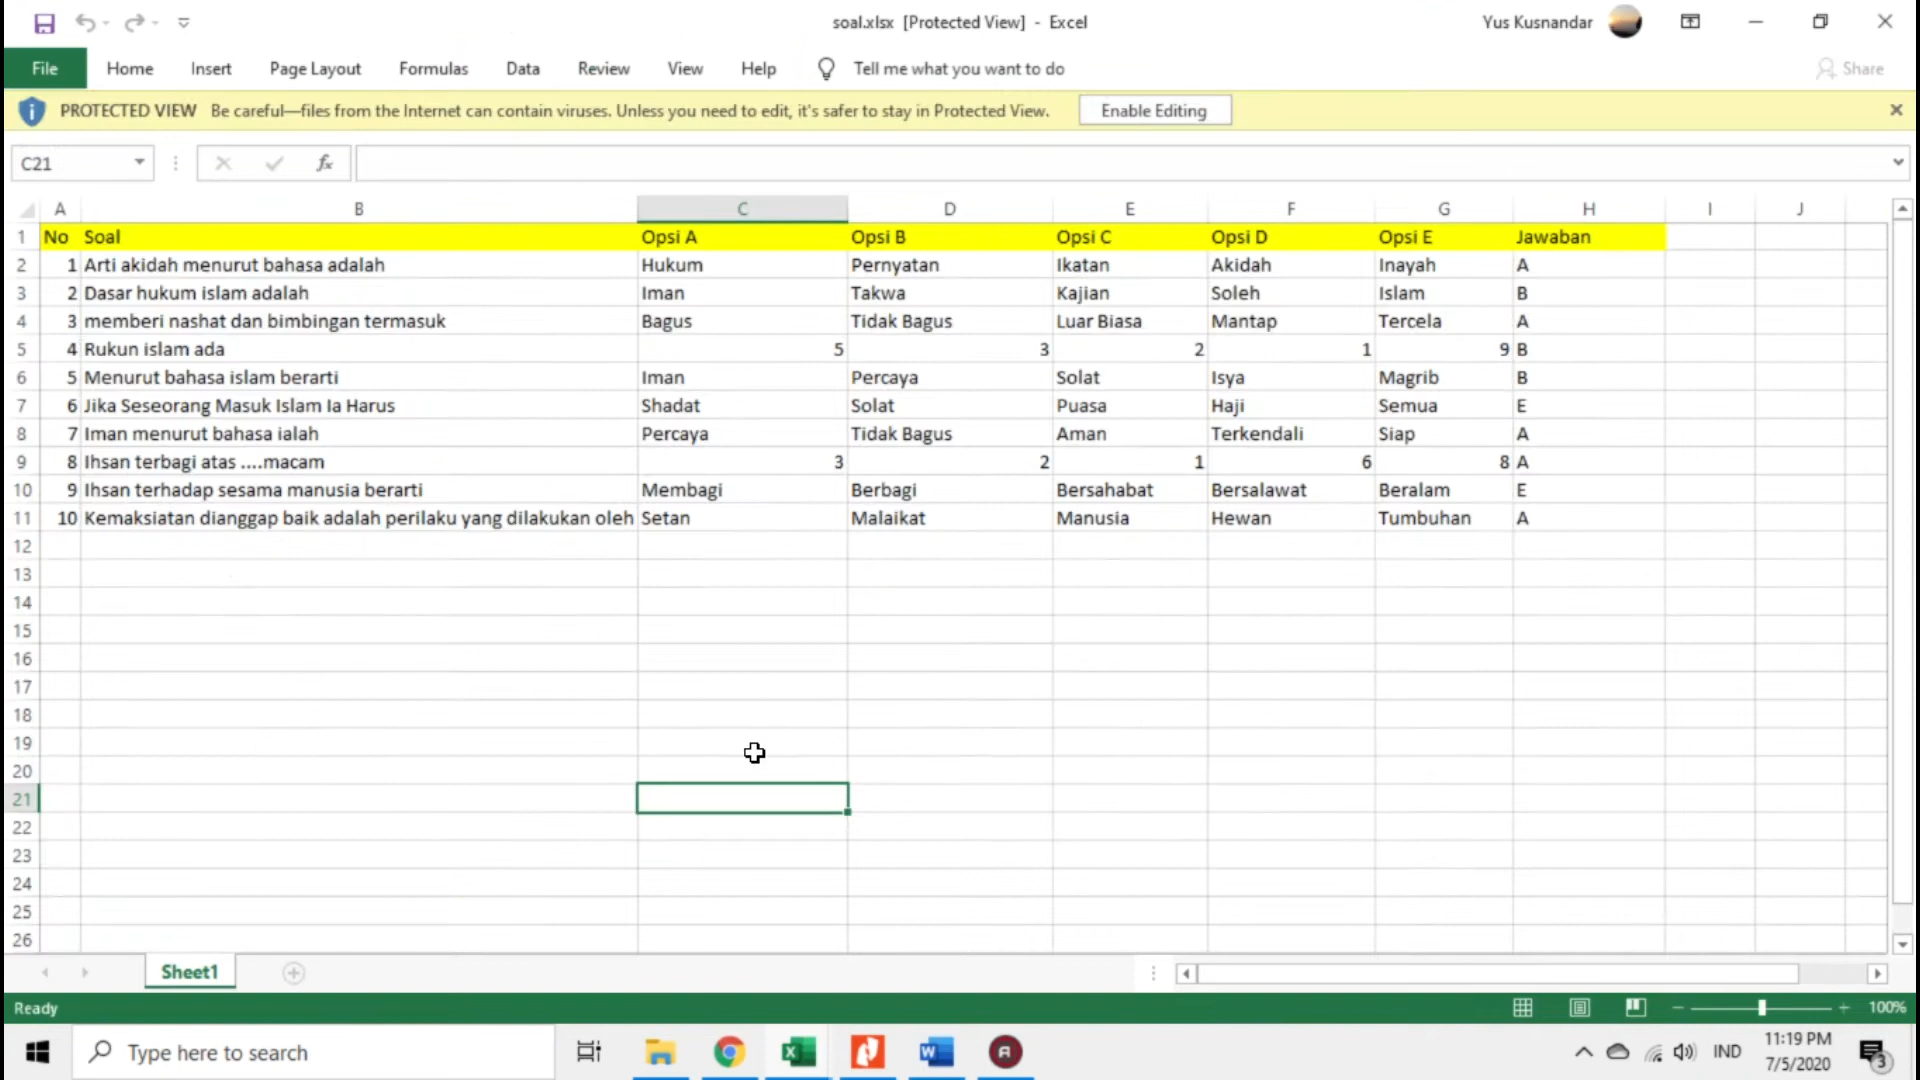 soal.xlsx [Protected View] - Excel
Yus Kusnandar
File Home Insert Page Layout Formulas Data Review View Help Tell me what you want to do Share
PROTECTED VIEW Be careful—files from the Internet can contain viruses. Unless you need to edit, it's safer to stay in Protected View. Enable Editing
C21 fx
A B C D E F G H I J
1 No Soal Opsi A Opsi B Opsi C Opsi D Opsi E Jawaban
2 1 Arti akidah menurut bahasa adalah Hukum Pernyatan Ikatan Akidah Inayah A
3 2 Dasar hukum islam adalah Iman Takwa Kajian Soleh Islam B
4 3 memberi nashat dan bimbingan termasuk Bagus Tidak Bagus Luar Biasa Mantap Tercela A
5 4 Rukun islam ada 5 3 2 1 9 B
6 5 Menurut bahasa islam berarti Iman Percaya Solat Isya Magrib B
7 6 Jika Seseorang Masuk Islam Ia Harus Shadat Solat Puasa Haji Semua E
8 7 Iman menurut bahasa ialah Percaya Tidak Bagus Aman Terkendali Siap A
9 8 Ihsan terbagi atas ....macam 3 2 1 6 8 A
10 9 Ihsan terhadap sesama manusia berarti Membagi Berbagi Bersahabat Bersalawat Beralam E
11 10 Kemaksiatan dianggap baik adalah perilaku yang dilakukan oleh Setan Malaikat Manusia Hewan Tumbuhan A
12
13
14
15
16
17
18
19
20
21
22
23
24
25
26
Sheet1
Ready 100%
Type here to search
IND
11:19 PM
7/5/2020
3